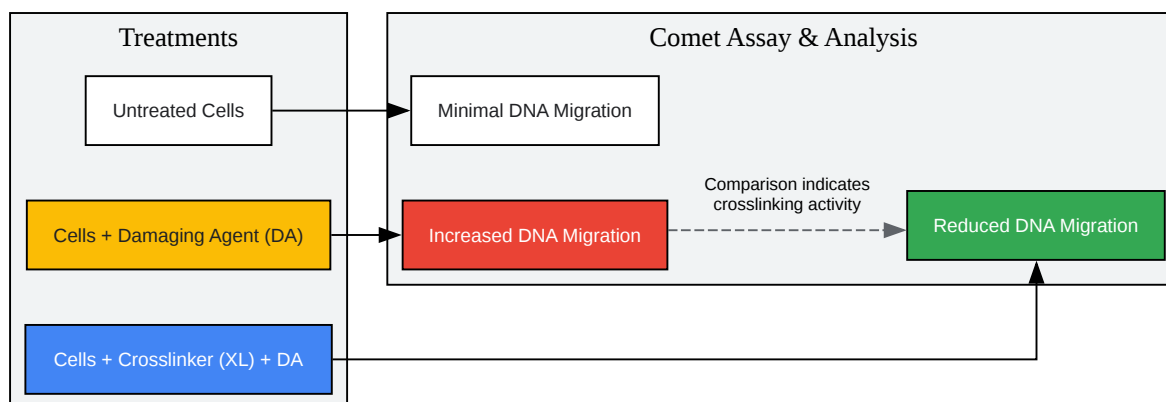 Treatments
Comet Assay & Analysis
Untreated Cells
Minimal DNA Migration
Cells + Damaging Agent (DA)
Increased DNA Migration
Comparison indicates
crosslinking activity
Reduced DNA Migration
Cells + Crosslinker (XL) + DA